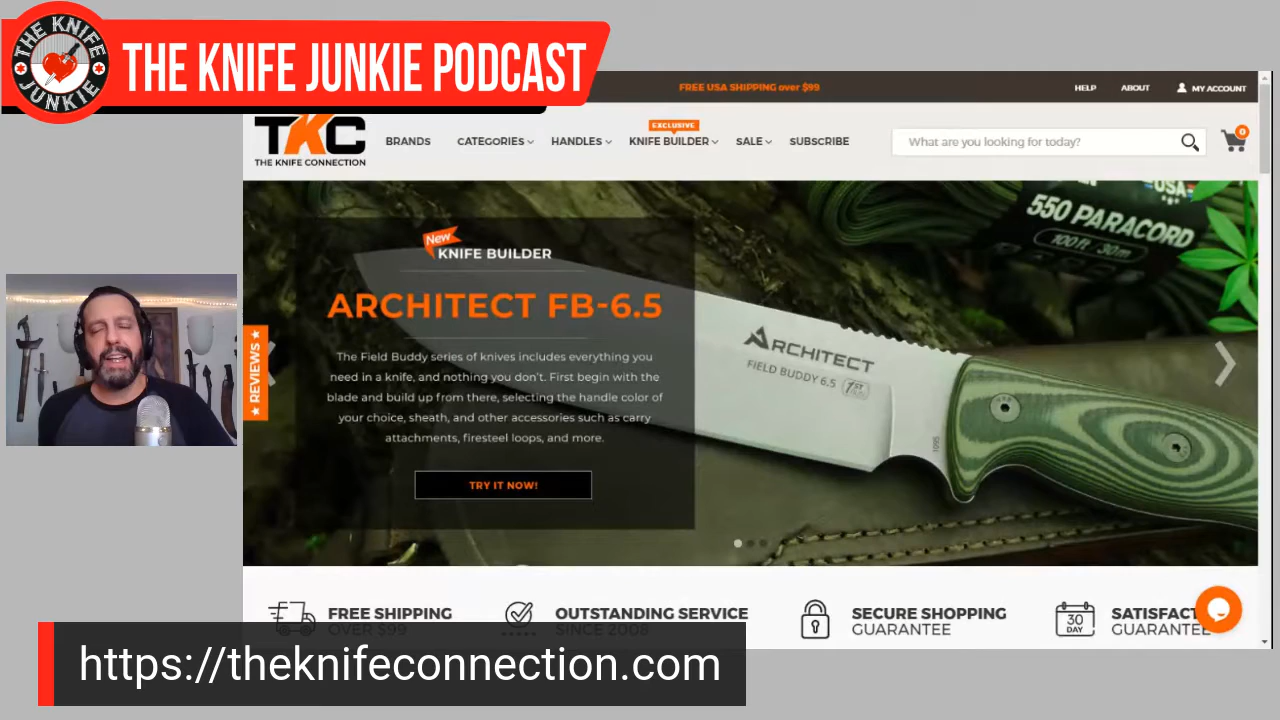 THE KNIFE
JUNKIE
THE KNIFE JUNKIE PODCAST
FREE USA SHIPPING over $99
HELP
ABOUT
MY ACCOUNT
TKC
THE KNIFE CONNECTION
BRANDS
CATEGORIES
HANDLES
EXCLUSIVE
KNIFE BUILDER
SALE
SUBSCRIBE
What are you looking for today?
0
USA
550 PARACORD
100ft 30m
New
KNIFE BUILDER
ARCHITECT FB-6.5
The Field Buddy series of knives includes everything you
need in a knife, and nothing you don't. First begin with the
blade and build up from there, selecting the handle color of
your choice, sheath, and other accessories such as carry
attachments, firesteel loops, and more.
TRY IT NOW!
★ REVIEWS ★
ARCHITECT
FIELD BUDDY 6.5
1ST
1095
FREE SHIPPING
OVER $99
OUTSTANDING SERVICE
SINCE 2008
SECURE SHOPPING
GUARANTEE
30
DAY
SATISFACT
GUARANTEE
https://theknifeconnection.com